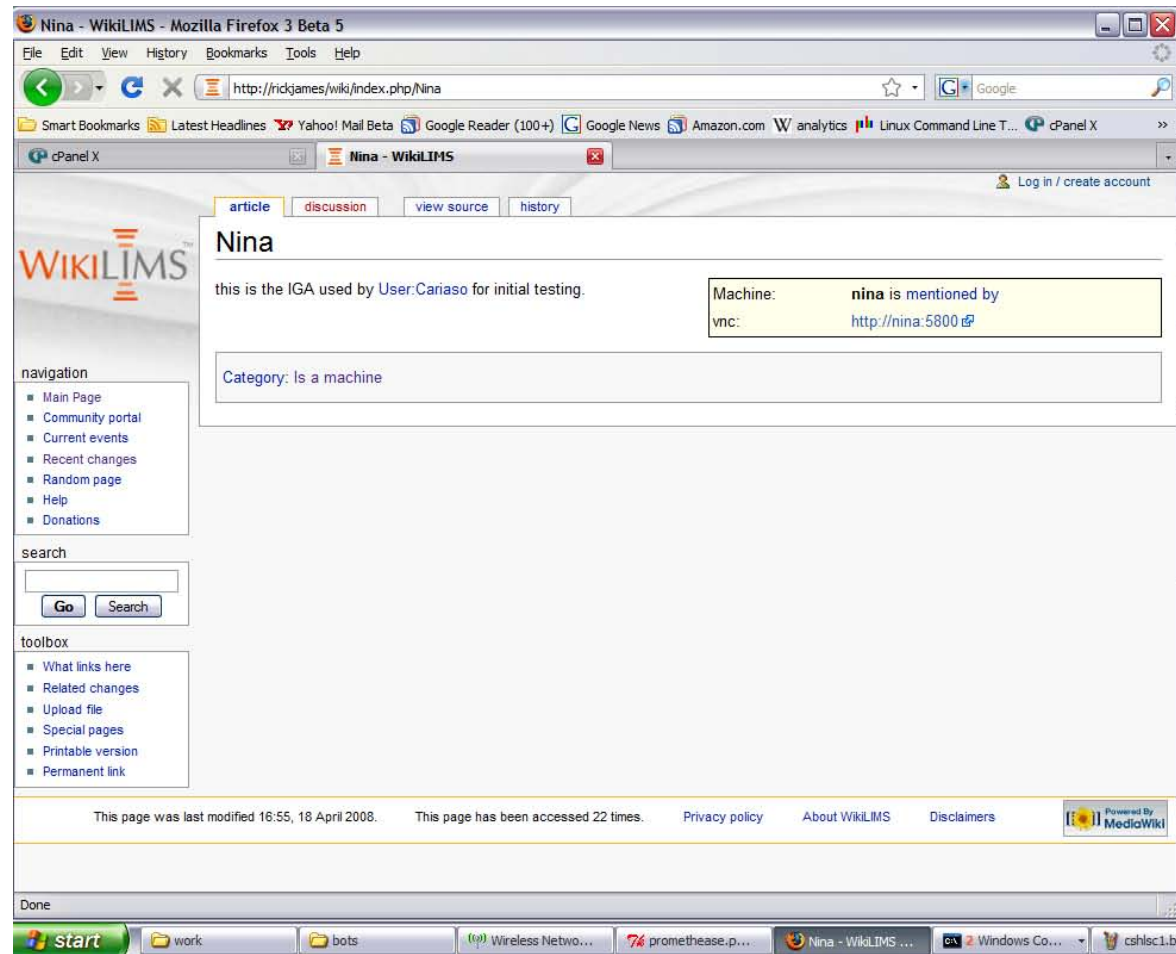 Nina - WikiLIMS - Mozilla Firefox 3 Beta 5
File Edit View History Bookmarks Tools Help
http://rickjames/wiki/index.php/Nina
G Google
Smart Bookmarks Latest Headlines Yahoo! Mail Beta Google Reader (100+) G Google News Amazon.com W analytics Linux Command Line T... cPanel X »
cPanel X Nina - WikiLIMS
Log in / create account
article discussion view source history
WIKILIMS™
Nina
this is the IGA used by User:Cariaso for initial testing.
Machine: nina is mentioned by
vnc: http://nina:5800
Category: Is a machine
navigation
Main Page
Community portal
Current events
Recent changes
Random page
Help
Donations
search
Go Search
toolbox
What links here
Related changes
Upload file
Special pages
Printable version
Permanent link
This page was last modified 16:55, 18 April 2008. This page has been accessed 22 times. Privacy policy About WikiLIMS Disclaimers
Powered By
MediaWiki
Done
start work bots Wireless Netwo... promethease.p... Nina - WikiLIMS ... 2 Windows Co... cshlsc1.b